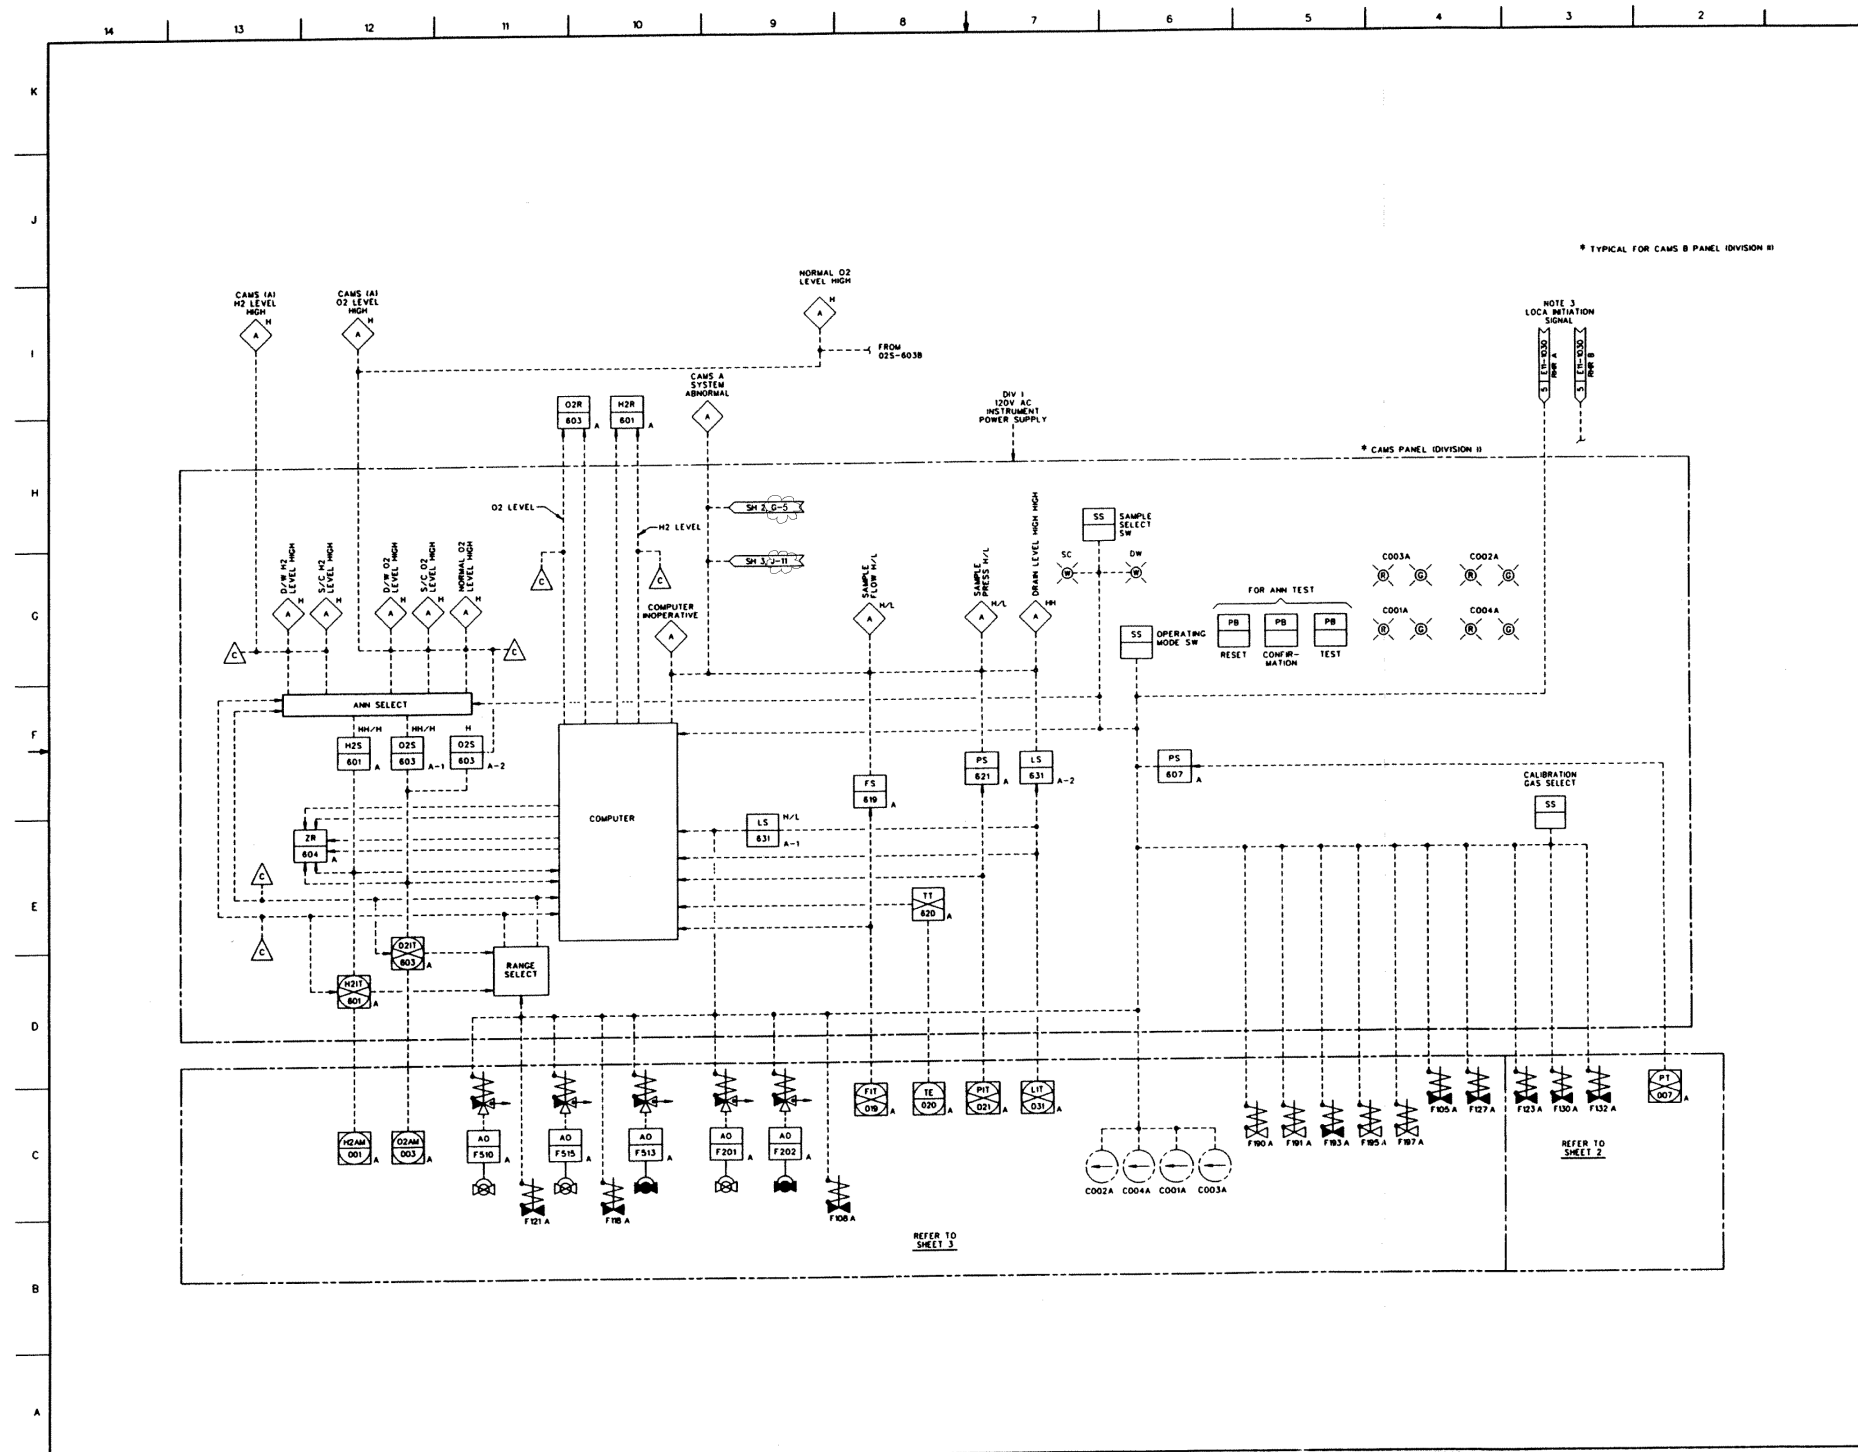 14 13 12 11 10 9 8 7 6 5 4 3 2
K
J
* TYPICAL FOR CAMS B PANEL (DIVISION II)
NORMAL O2
LEVEL HIGH
H
A
CAMS (A)
H2 LEVEL
HIGH
H
A
CAMS (A)
O2 LEVEL
HIGH
H
A
NOTE 3
LOCA INITIATION
SIGNAL
5 E11-1030
RHR A
5 E11-1030
RHR B
I
FROM
O2S-603B
CAMS A
SYSTEM
ABNORMAL
A
O2R
603
A
H2R
601
A
DIV I
120V AC
INSTRUMENT
POWER SUPPLY
* CAMS PANEL (DIVISION I)
H
O2 LEVEL
H2 LEVEL
SH 2, G-5
SH 3, J-11
SS
SAMPLE
SELECT
SW
SC
W
DW
W
D/W H2
LEVEL HIGH
A
H
S/C H2
LEVEL HIGH
A
H
D/W O2
LEVEL HIGH
A
H
S/C O2
LEVEL HIGH
A
H
NORMAL O2
LEVEL HIGH
A
H
C
C
COMPUTER
INOPERATIVE
A
SAMPLE
FLOW H/L
H/L
A
SAMPLE
PRESS H/L
H/L
A
DRAIN LEVEL HIGH HIGH
HH
A
C003A
R G
C002A
R G
C001A
R G
C004A
R G
FOR ANN TEST
PB
RESET
PB
CONFIR-
MATION
PB
TEST
SS
OPERATING
MODE SW
G
C
C
ANN SELECT
F
HH/H
H2S
601
A
HH/H
O2S
603
A-1
H
O2S
603
A-2
PS
621
A
LS
631
A-2
PS
607
A
FS
619
A
CALIBRATION
GAS SELECT
SS
COMPUTER
LS
631
H/L
A-1
ZR
604
A
C
C
E
TT
620
A
O2IT
603
A
H2IT
601
A
RANGE
SELECT
D
FIT
019
A
TE
020
A
PIT
021
A
LIT
031
A
PT
007
A
F105 A
F127 A
F123 A
F130 A
F132 A
F190 A
F191 A
F193 A
F195 A
F197 A
C
H2AM
001
A
O2AM
003
A
AO
F510
A
AO
F515
A
AO
F513
A
AO
F201
A
AO
F202
A
REFER TO
SHEET 2
C002A C004A C001A C003A
F121 A
F118 A
F108 A
REFER TO
SHEET 3
B
A